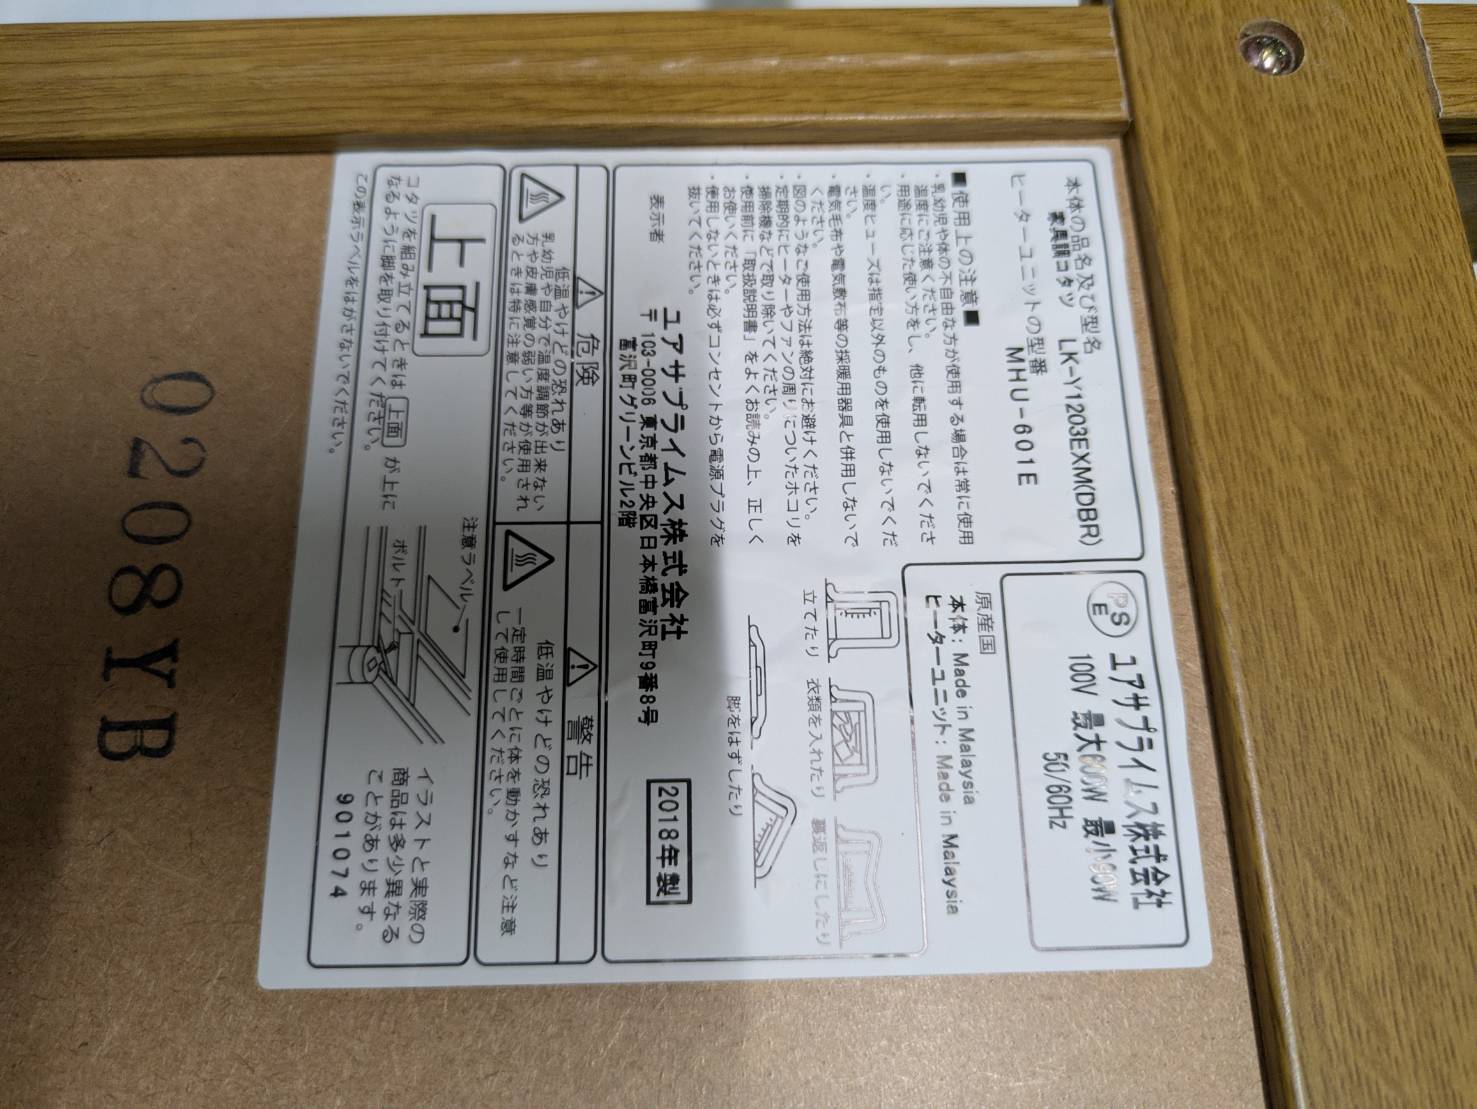 本体の品名及び型名
家具調コタツ LK-Y1203EXM(DBR)
ヒーターユニットの型番
MHU-601E
PS
E
ユアサプライムス株式会社
100V 最大600W 最小90W
50/60Hz
■使用上の注意■
・乳幼児や体の不自由な方が使用する場合は常に使用
温度にご注意ください。
・用途に応じた使い方をし、他に転用しないでくださ
い。
・温度ヒューズは指定以外のものを使用しないでくだ
さい。
・電気毛布や電気敷布等の採暖用器具と併用しないで
ください。
・図のようなご使用方法は絶対にお避けください。
・定期的にヒーターやファンの周りについたホコリを
掃除機などで取り除いてください。
・使用前に「取扱説明書」をよくお読みの上、正しく
お使いください。
・使用しないときは必ずコンセントから電源プラグを
抜いてください。
原産国
本体：Made in Malaysia
ヒーターユニット：Made in Malaysia
立てたり 衣類を入れたり 裏返しにしたり
脚をはずしたり
表示者
ユアサプライムス株式会社
〒103-0006 東京都中央区日本橋富沢町9番8号
富沢町グリーンビル2階
2018年製
危険
低温やけどの恐れあり
乳幼児や自分で温度調節が出来ない
方や皮膚感覚の弱い方等が使用され
るときは特に注意してください。
警告
低温やけどの恐れあり
一定時間ごとに体を動かすなど注意
して使用してください。
上面
コタツを組み立てるときは 上面 が上に
なるように脚を取り付けてください。
この表示ラベルをはがさないでください。
注意ラベル
ボルト
イラストと実際の
商品は多少異なる
ことがあります。
901074
0208YB